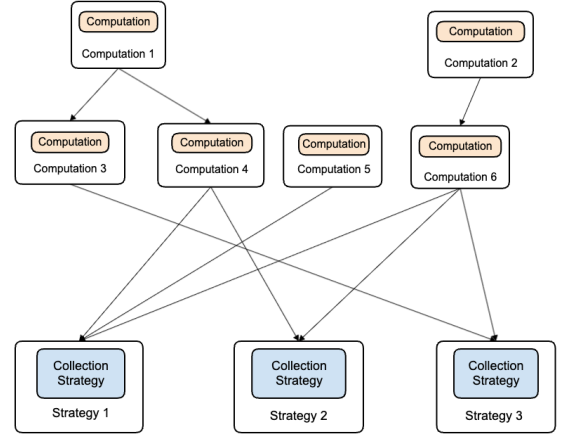 Computation
Computation 1
Computation
Computation 2
Computation
Computation 3
Computation
Computation 4
Computation
Computation 5
Computation
Computation 6
Collection
Strategy
Strategy 1
Collection
Strategy
Strategy 2
Collection
Strategy
Strategy 3